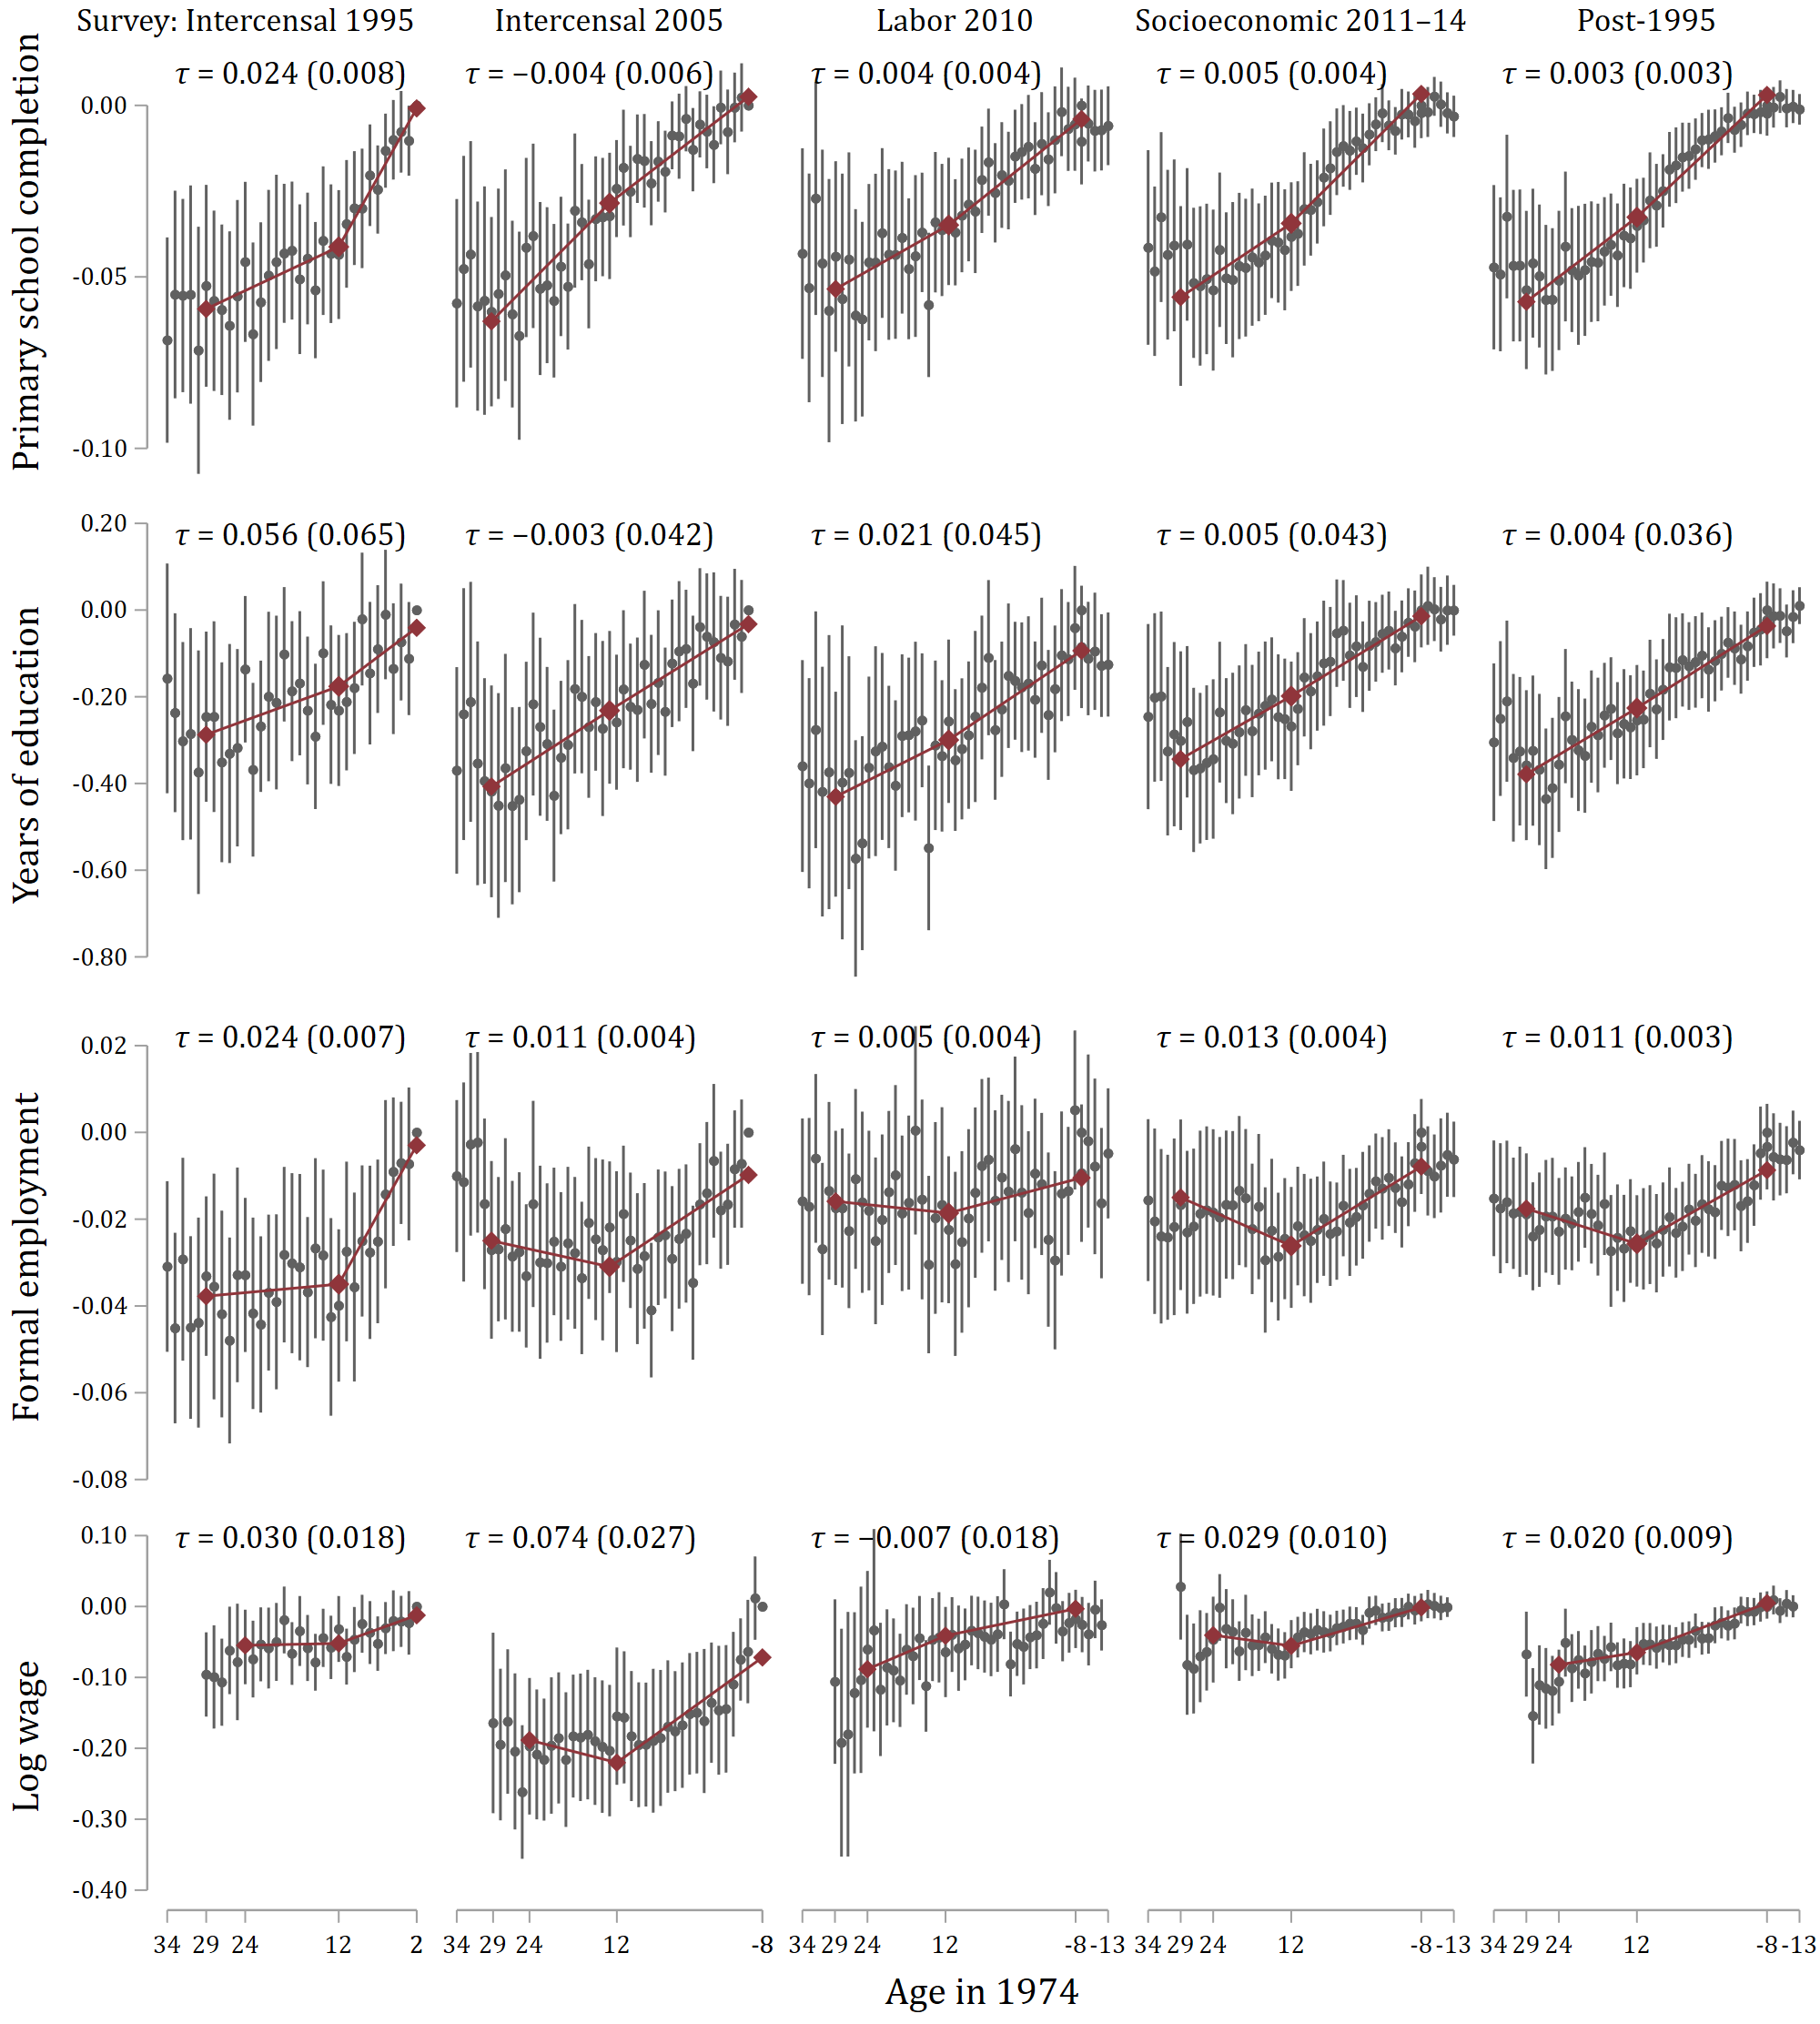 Survey: Intercensal 1995 Intercensal 2005 Labor 2010 Socioeconomic 2011–14 Post-1995
Primary school completion
τ = 0.024 (0.008) τ = −0.004 (0.006) τ = 0.004 (0.004) τ = 0.005 (0.004) τ = 0.003 (0.003)
0.00
-0.05
-0.10
Years of education
τ = 0.056 (0.065) τ = −0.003 (0.042) τ = 0.021 (0.045) τ = 0.005 (0.043) τ = 0.004 (0.036)
0.20
0.00
-0.20
-0.40
-0.60
-0.80
Formal employment
τ = 0.024 (0.007) τ = 0.011 (0.004) τ = 0.005 (0.004) τ = 0.013 (0.004) τ = 0.011 (0.003)
0.02
0.00
-0.02
-0.04
-0.06
-0.08
Log wage
τ = 0.030 (0.018) τ = 0.074 (0.027) τ = −0.007 (0.018) τ = 0.029 (0.010) τ = 0.020 (0.009)
0.10
0.00
-0.10
-0.20
-0.30
-0.40
34 29 24 12 2 34 29 24 12 -8 34 29 24 12 -8 -13 34 29 24 12 -8 -13 34 29 24 12 -8 -13
Age in 1974